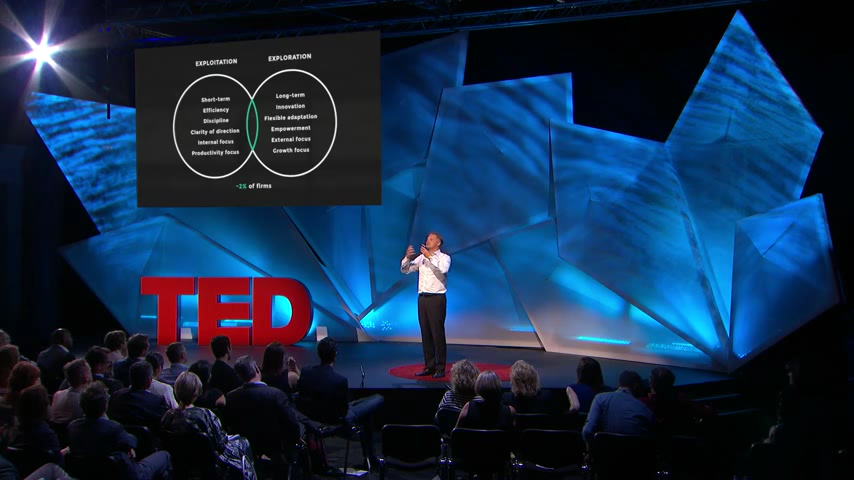 EXPLOITATION
Short-term
Efficiency
Discipline
Clarity of direction
Internal focus
Productivity focus
EXPLORATION
Long-term
Innovation
Flexible adaptation
Empowerment
External focus
Growth focus
~2% of firms
TED